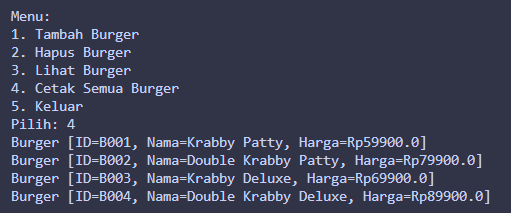 Menu:
1. Tambah Burger
2. Hapus Burger
3. Lihat Burger
4. Cetak Semua Burger
5. Keluar
Pilih: 4
Burger [ID=B001, Nama=Krabby Patty, Harga=Rp59900.0]
Burger [ID=B002, Nama=Double Krabby Patty, Harga=Rp79900.0]
Burger [ID=B003, Nama=Krabby Deluxe, Harga=Rp69900.0]
Burger [ID=B004, Nama=Double Krabby Deluxe, Harga=Rp89900.0]